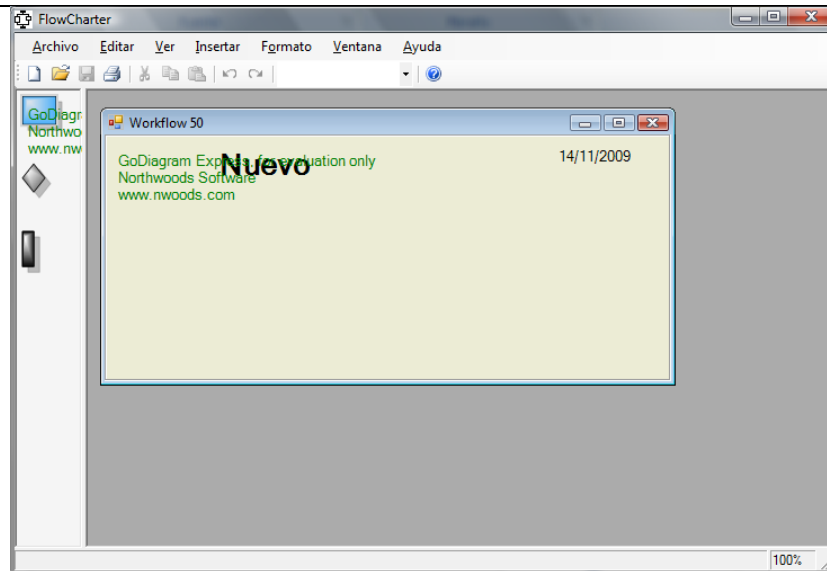 FlowCharter
Archivo Editar Ver Insertar Formato Ventana Ayuda
GoDiagr
Northwo
www.nw
Workflow 50
Nuevo
14/11/2009
GoDiagram Express, for evaluation only
Northwoods Software
www.nwoods.com
100%